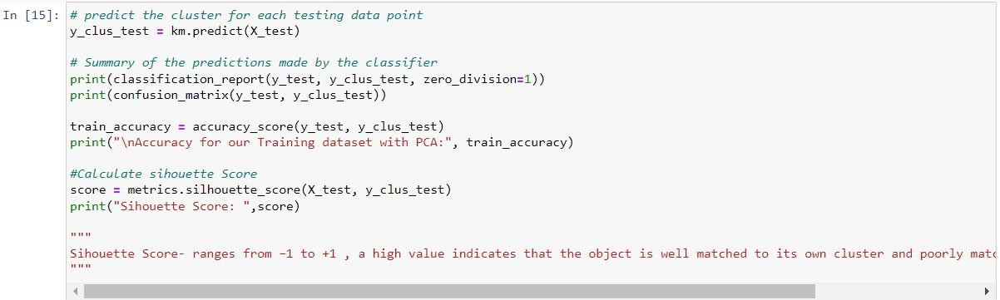 In [15]:
# predict the cluster for each testing data point
y_clus_test = km.predict(X_test)
# Summary of the predictions made by the classifier
print(classification_report(y_test, y_clus_test, zero_division=1))
print(confusion_matrix(y_test, y_clus_test))
train_accuracy = accuracy_score(y_test, y_clus_test)
print("\nAccuracy for our Training dataset with PCA:", train_accuracy)
#Calculate sihouette Score
score = metrics.silhouette_score(X_test, y_clus_test)
print("Sihouette Score: ",score)
"""
Sihouette Score- ranges from −1 to +1 , a high value indicates that the object is well matched to its own cluster and poorly
"""